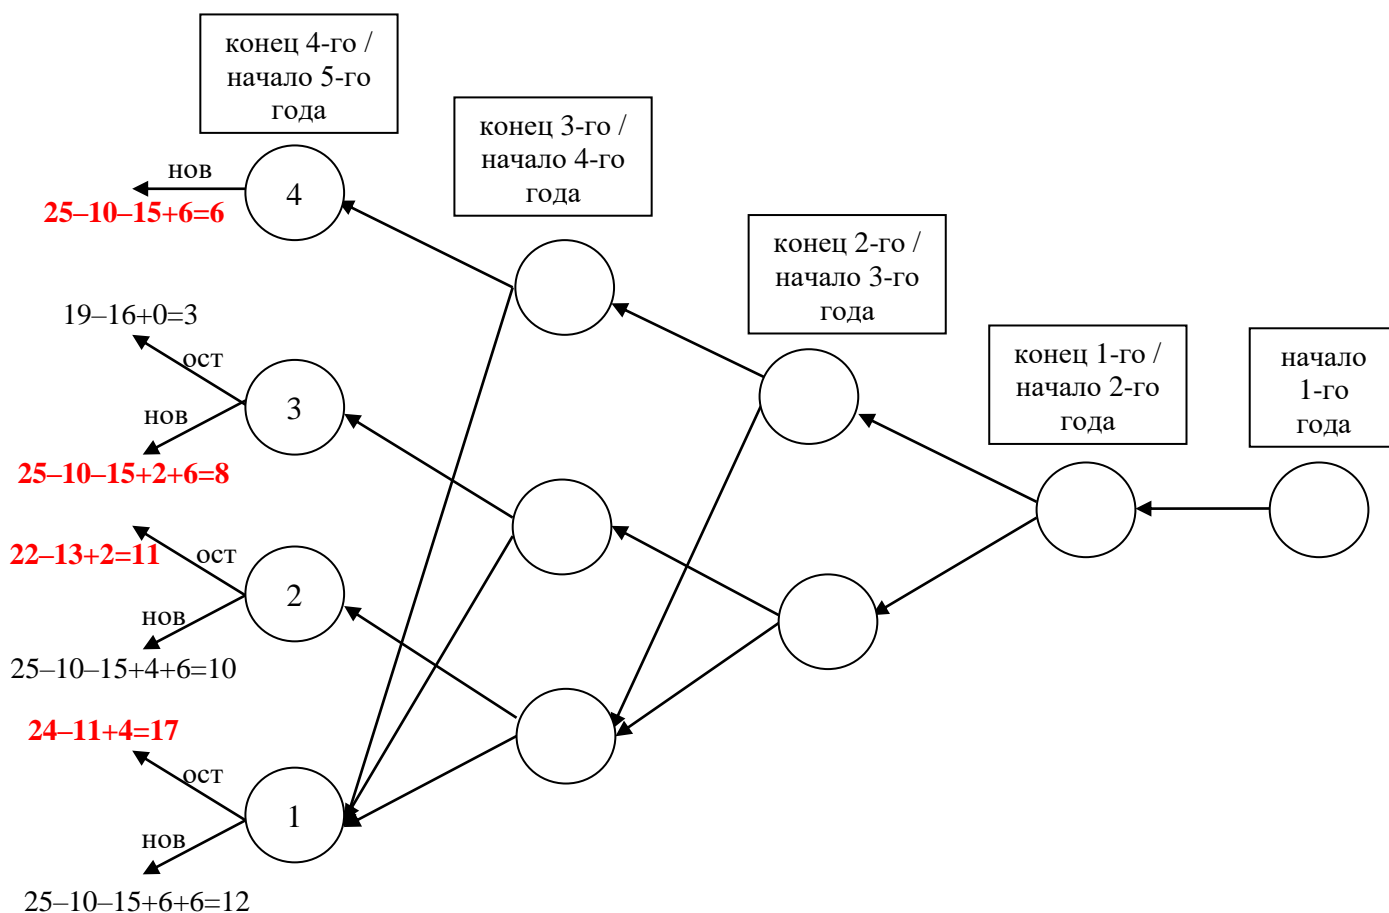 конец 4-го /
начало 5-го
года
конец 3-го /
начало 4-го
года
конец 2-го /
начало 3-го
года
конец 1-го /
начало 2-го
года
начало
1-го
года
нов
4
25–10–15+6=6
19–16+0=3
ост
3
нов
25–10–15+2+6=8
22–13+2=11
ост
2
нов
25–10–15+4+6=10
24–11+4=17
ост
1
нов
25–10–15+6+6=12